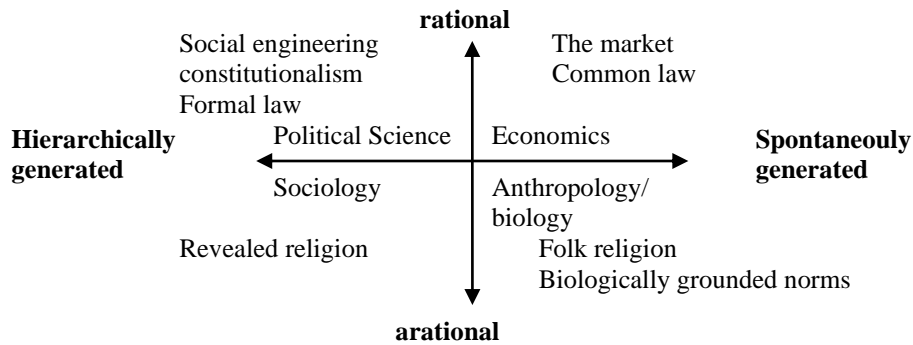 rational
Social engineering
constitutionalism
Formal law
The market
Common law
Hierarchically
generated
Political Science
Economics
Spontaneouly
generated
Sociology
Anthropology/
biology
Revealed religion
Folk religion
Biologically grounded norms
arational